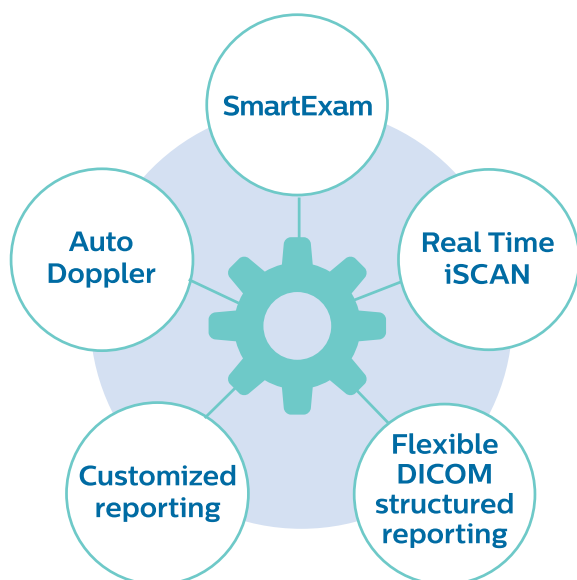 SmartExam
Auto
Doppler
Real Time
iSCAN
Customized
reporting
Flexible
DICOM
structured
reporting